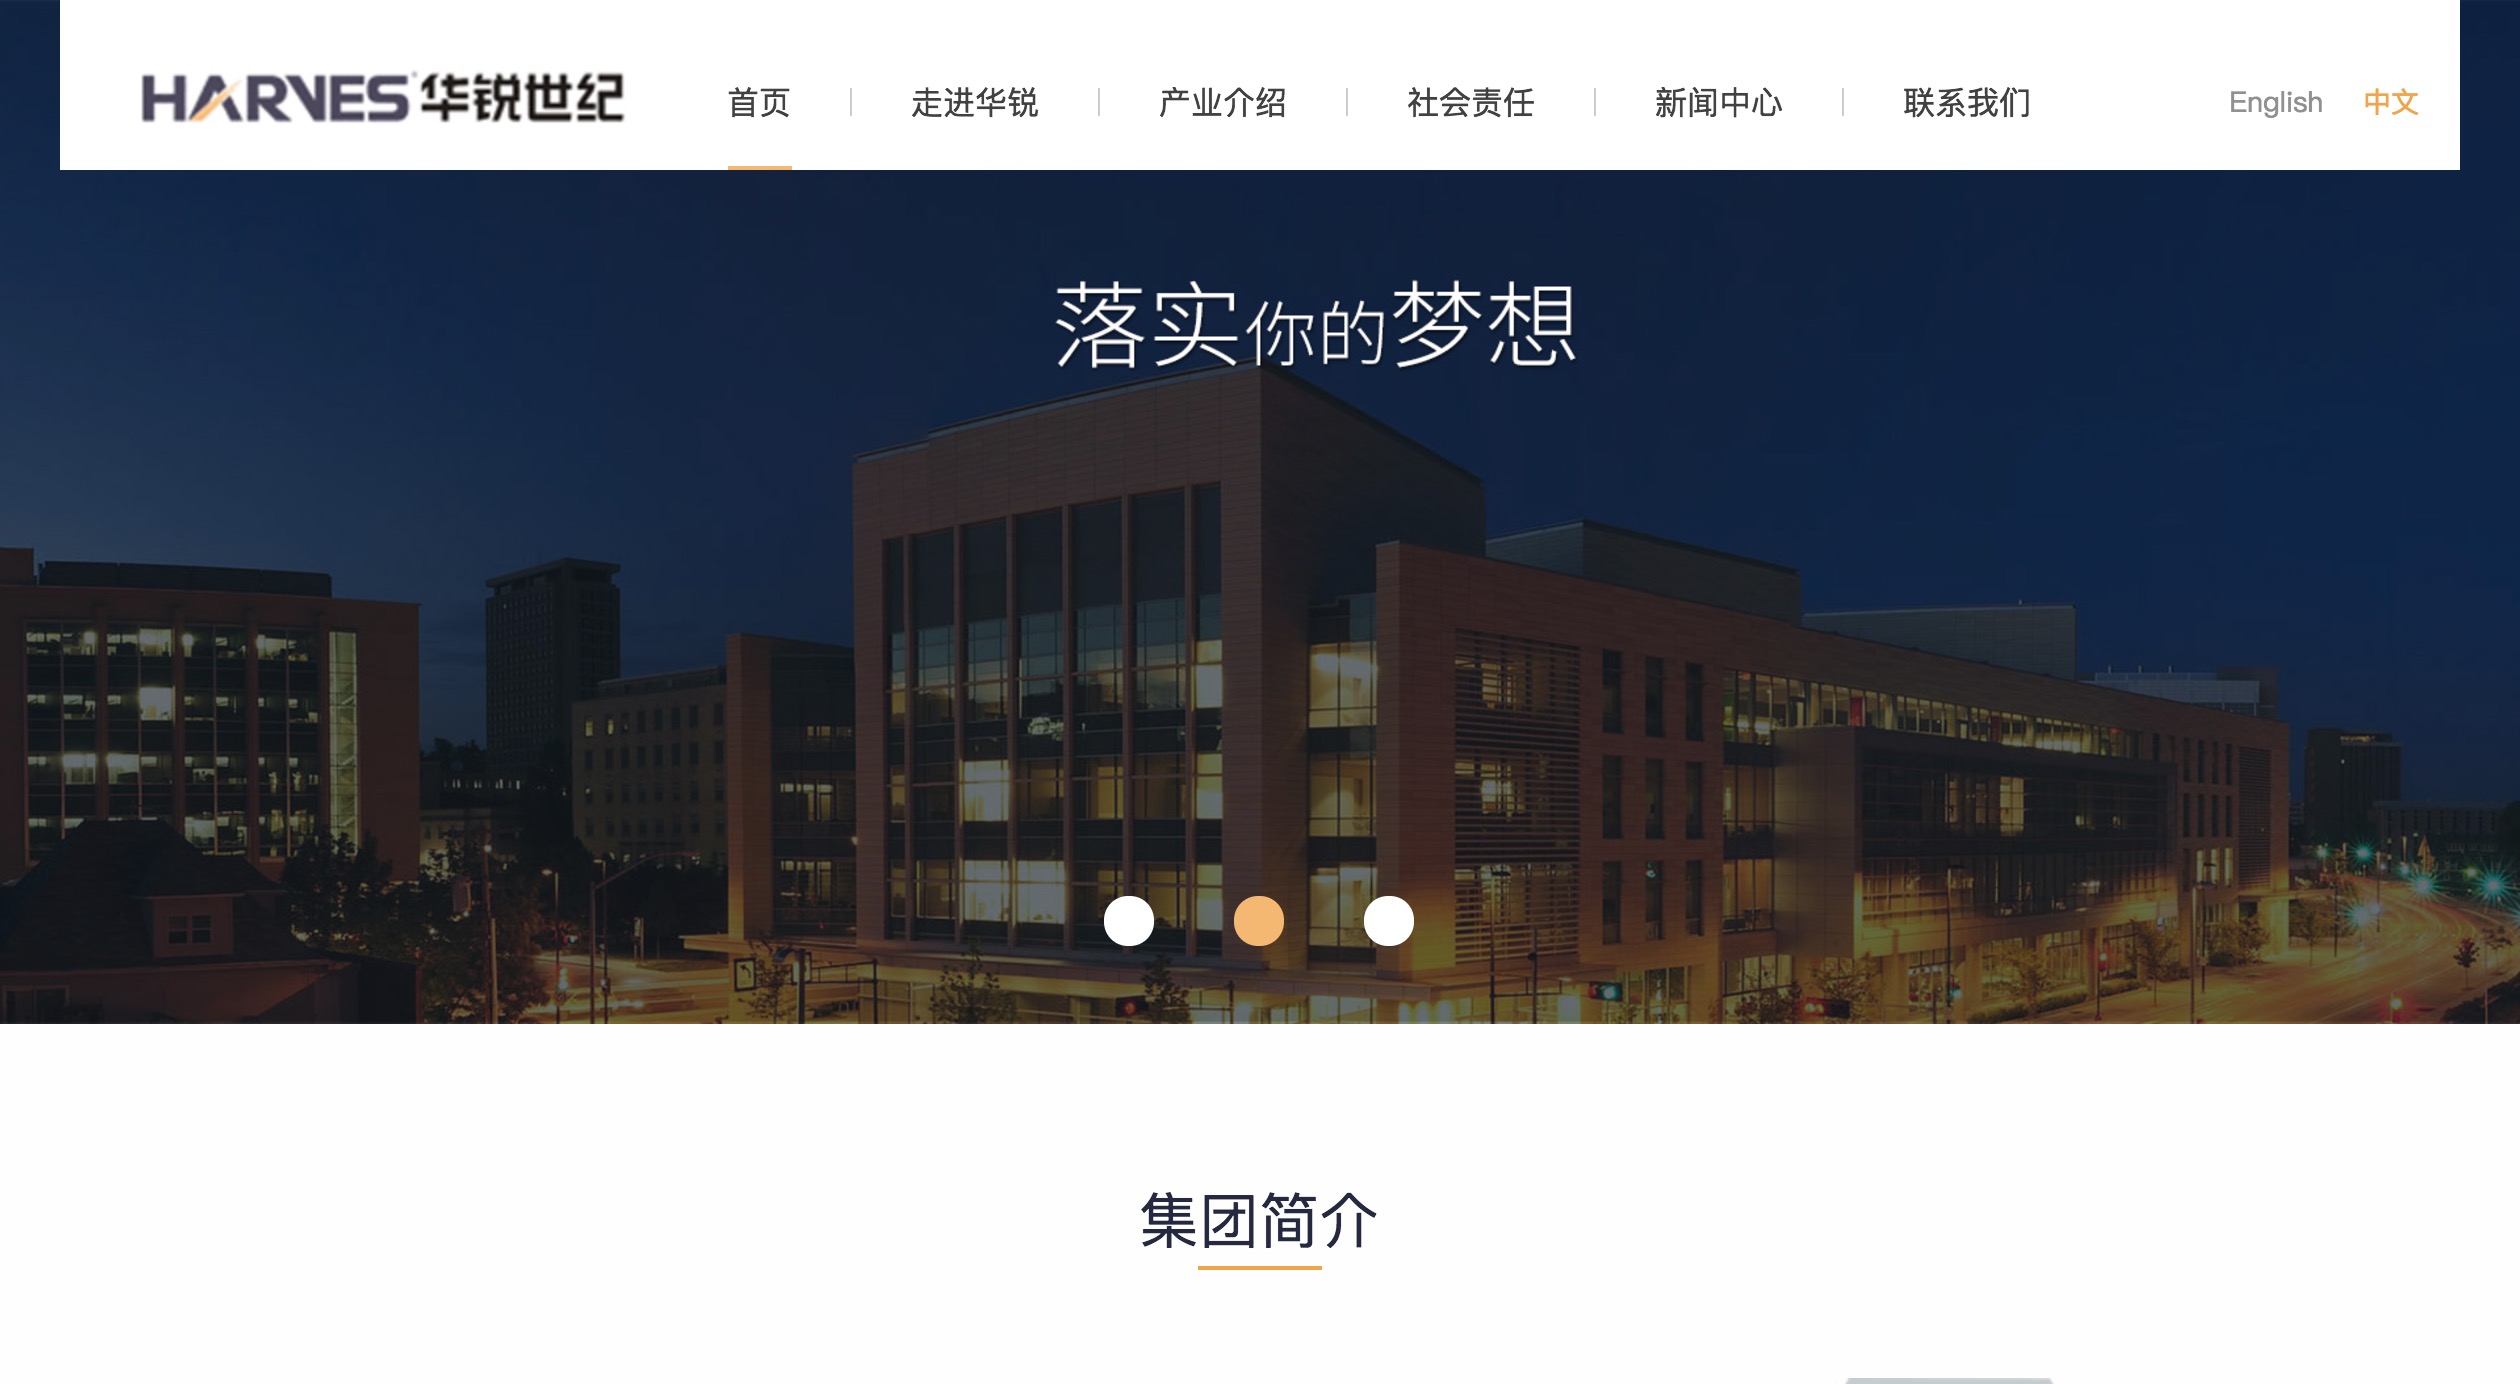 HARVES 华锐世纪
首页
走进华锐
产业介绍
社会责任
新闻中心
联系我们
English
中文
落实你的梦想
集团简介